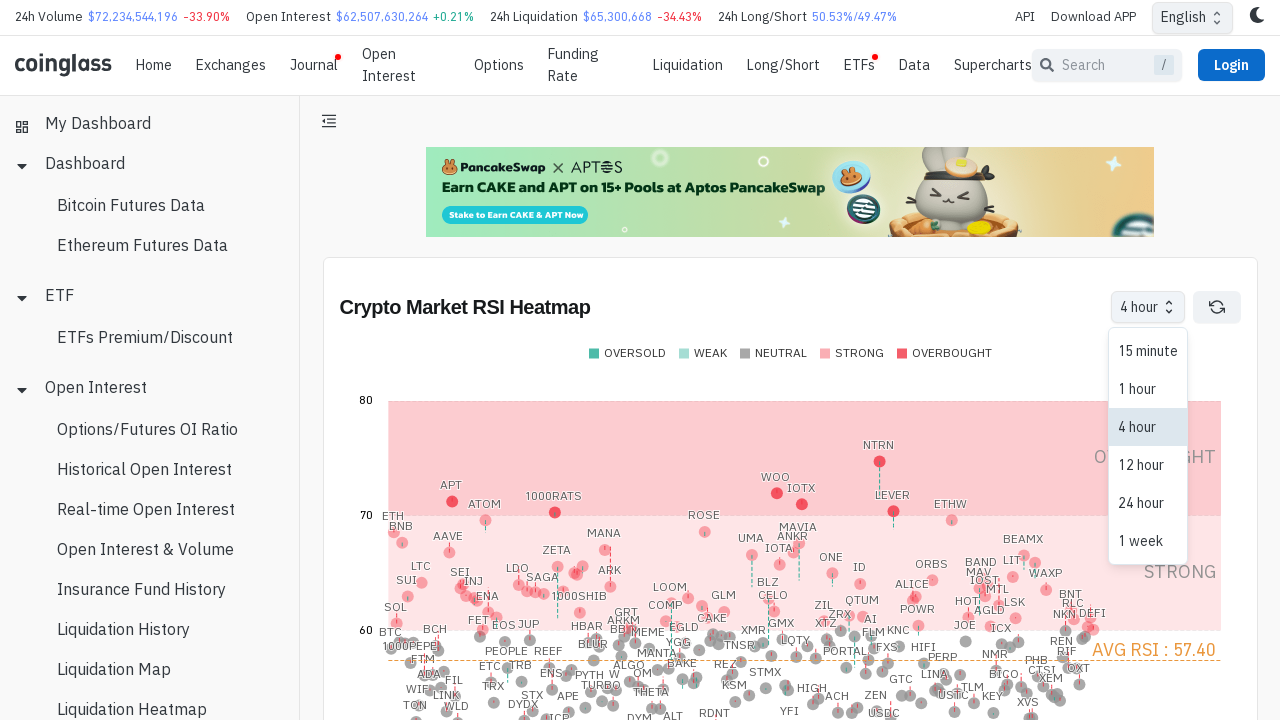 24h Volume $72,234,544,196 -33.90% Open Interest $62,507,630,264 +0.21% 24h Liquidation $65,300,668 -34.43% 24h Long/Short 50.53%/49.47% API Download APP English
coinglass Home Exchanges Journal Open Interest Options Funding Rate Liquidation Long/Short ETFs Data Supercharts Search / Login
My Dashboard
Dashboard
Bitcoin Futures Data
Ethereum Futures Data
ETF
ETFs Premium/Discount
Open Interest
Options/Futures OI Ratio
Historical Open Interest
Real-time Open Interest
Open Interest & Volume
Insurance Fund History
Liquidation History
Liquidation Map
Liquidation Heatmap
PancakeSwap × APTOS
Earn CAKE and APT on 15+ Pools at Aptos PancakeSwap
Stake to Earn CAKE & APT Now
Crypto Market RSI Heatmap
4 hour
15 minute
1 hour
4 hour
12 hour
24 hour
1 week
OVERSOLD WEAK NEUTRAL STRONG OVERBOUGHT
80
NTRN
WOO
APT IOTX
1000RATS LEVER
ATOM ETHW
70
ETH ROSE
BNB MAVIA
AAVE MANA UMA ANKR BEAMX
ZETA IOTA
LTC LDO ARK ONE ID ORBS BAND LIT
SUI SEI INJ SAGA BLZ MAV WAXP
STRONG
ENA 1000SHIB LOOM GLM CELO ALICE IOST MTL
SOL COMP ZIL QTUM HOT LSK BNT
FET GRT CAKE ZRX POWR AGLD RLC
EOS JUP ARKM GMX XTZ AI NKN DEFI
60
BTC BCH HBAR BB MEME EGLD XMR FLM KNC JOE ICX
1000PEPE BLUR YGG TNSR LQTY FXS HIFI REN
PEOPLE REEF MANTA PORTAL PERP NMR RIF
AVG RSI : 57.40
FTM ETC TRB ALGO BAKE REZ PHB
ADA ENS PYTH W OM STMX LINA BICO CTSI OXT
WIF FIL TRX TURBO KSM HIGH GTC TLM XEM
LINK STX APE THETA ACH ZEN USTC KEY
TON WLD DYDX XVS
ICP DYM ALT RDNT YFI USDC